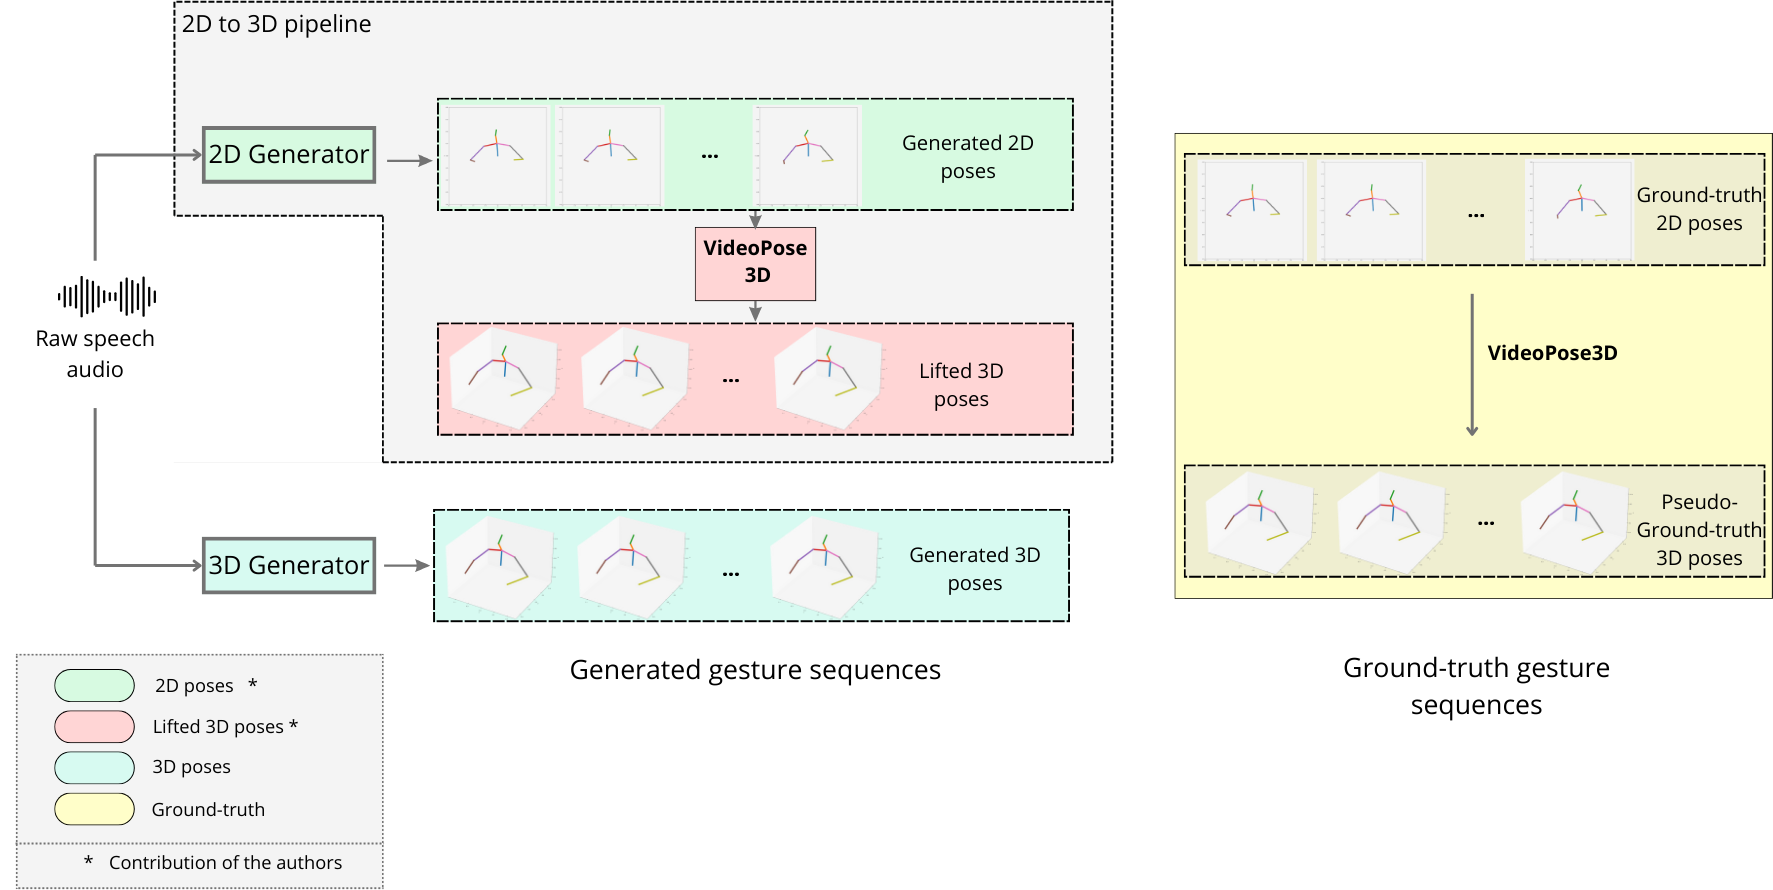 2D to 3D pipeline
2D Generator
...
Generated 2D
poses
VideoPose
3D
...
Lifted 3D
poses
Raw speech
audio
3D Generator
...
Generated 3D
poses
Generated gesture sequences
...
Ground-truth
2D poses
VideoPose3D
...
Pseudo-
Ground-truth
3D poses
Ground-truth gesture
sequences
2D poses *
Lifted 3D poses *
3D poses
Ground-truth
* Contribution of the authors